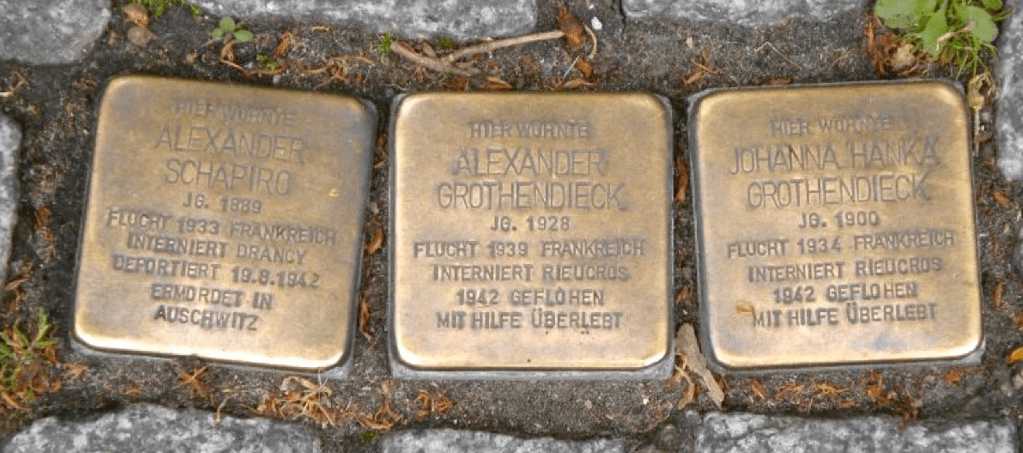 HIER WOHNTE
ALEXANDER
SCHAPIRO
JG. 1889
FLUCHT 1933 FRANKREICH
INTERNIERT DRANCY
DEPORTIERT 19.8.1942
ERMORDET IN
AUSCHWITZ
HIER WOHNTE
ALEXANDER
GROTHENDIECK
JG. 1928
FLUCHT 1939 FRANKREICH
INTERNIERT RIEUCROS
1942 GEFLOHEN
MIT HILFE ÜBERLEBT
HIER WOHNTE
JOHANNA 'HANKA'
GROTHENDIECK
JG. 1900
FLUCHT 1934 FRANKREICH
INTERNIERT RIEUCROS
1942 GEFLOHEN
MIT HILFE ÜBERLEBT